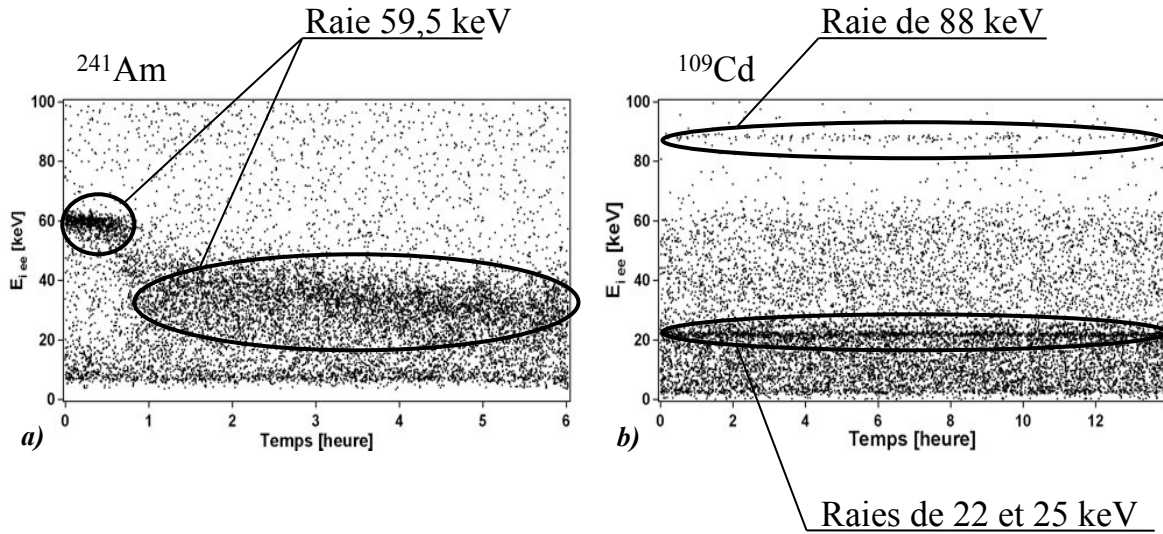 Raie 59,5 keV
Raie de 88 keV
²⁴¹Am
¹⁰⁹Cd
100
80
60
40
20
0
E i ee [keV]
0 1 2 3 4 5 6
Temps [heure]
a)
100
80
60
40
20
0
E i ee [keV]
0 2 4 6 8 10 12
Temps [heure]
b)
Raies de 22 et 25 keV